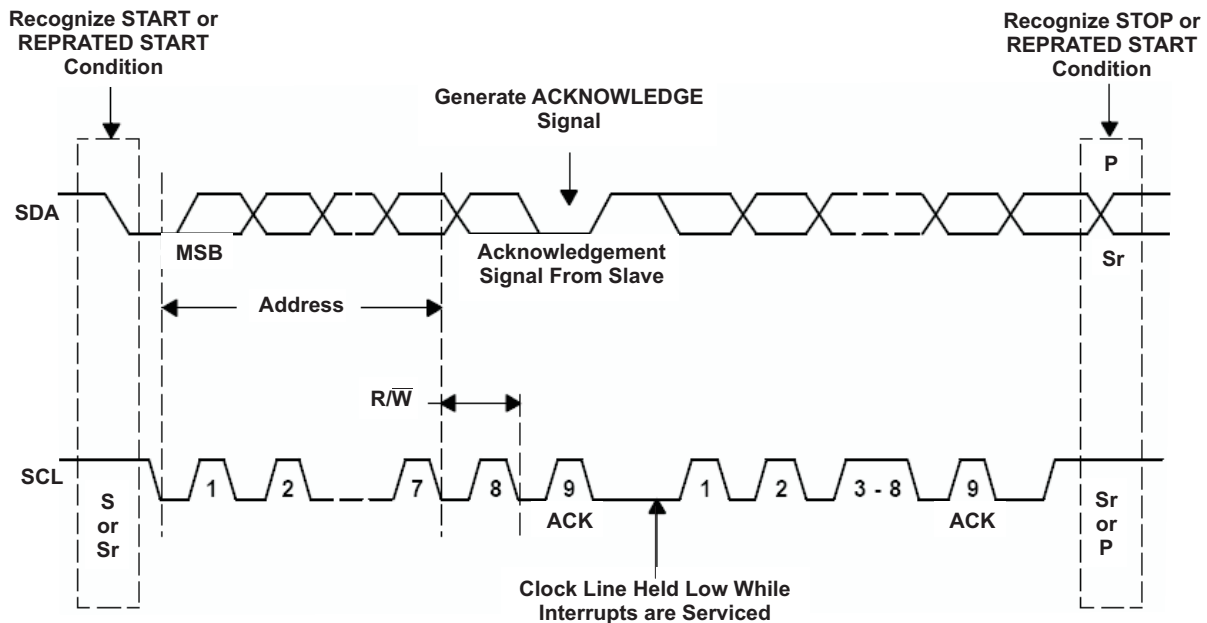 Recognize START or
REPRATED START
Condition
Recognize STOP or
REPRATED START
Condition
Generate ACKNOWLEDGE
Signal
P
SDA
MSB
Acknowledgement
Signal From Slave
Sr
Address
R/W̅
SCL
1
2
7
8
9
1
2
3 - 8
9
S
or
Sr
ACK
ACK
Sr
or
P
Clock Line Held Low While
Interrupts are Serviced